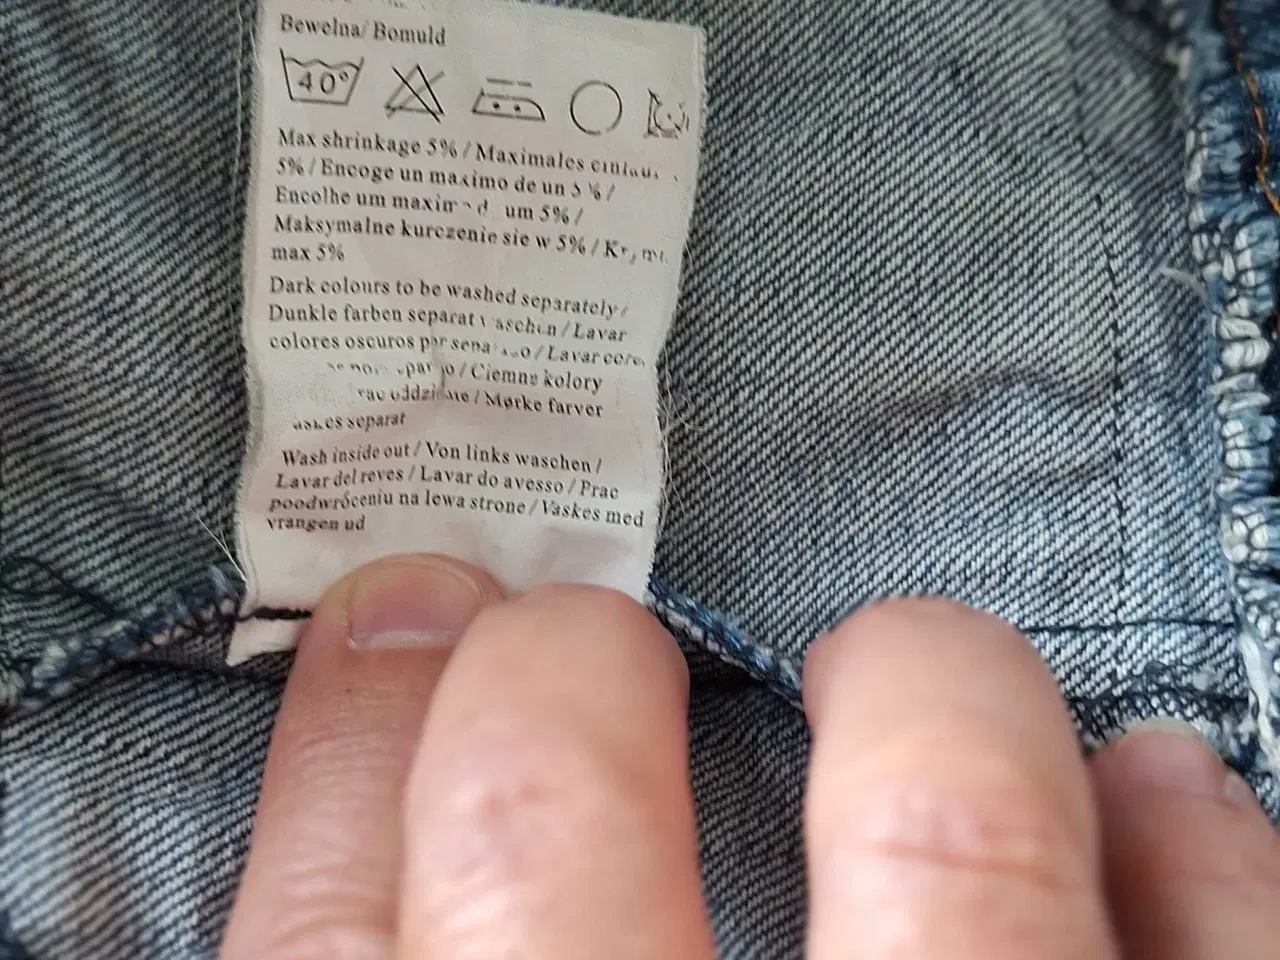 Bewelna/ Bomuld
40°
Max shrinkage 5% / Maximales
5% / Encoge un maximo de un 5 % /
Encolhe um um 5% /
Maksymalne kurczenie sie w 5% /
max 5%
Dark colours to be washed separately /
Dunkle farben separat / Lavar
colores oscuros / Lavar
/ Ciemne kolory
/ Mørke farver
separat
Wash inside out / Von links waschen /
Lavar del reves / Lavar do avesso / Prac
poodwróceniu na lewa strone / Vaskes med
vrangen ud